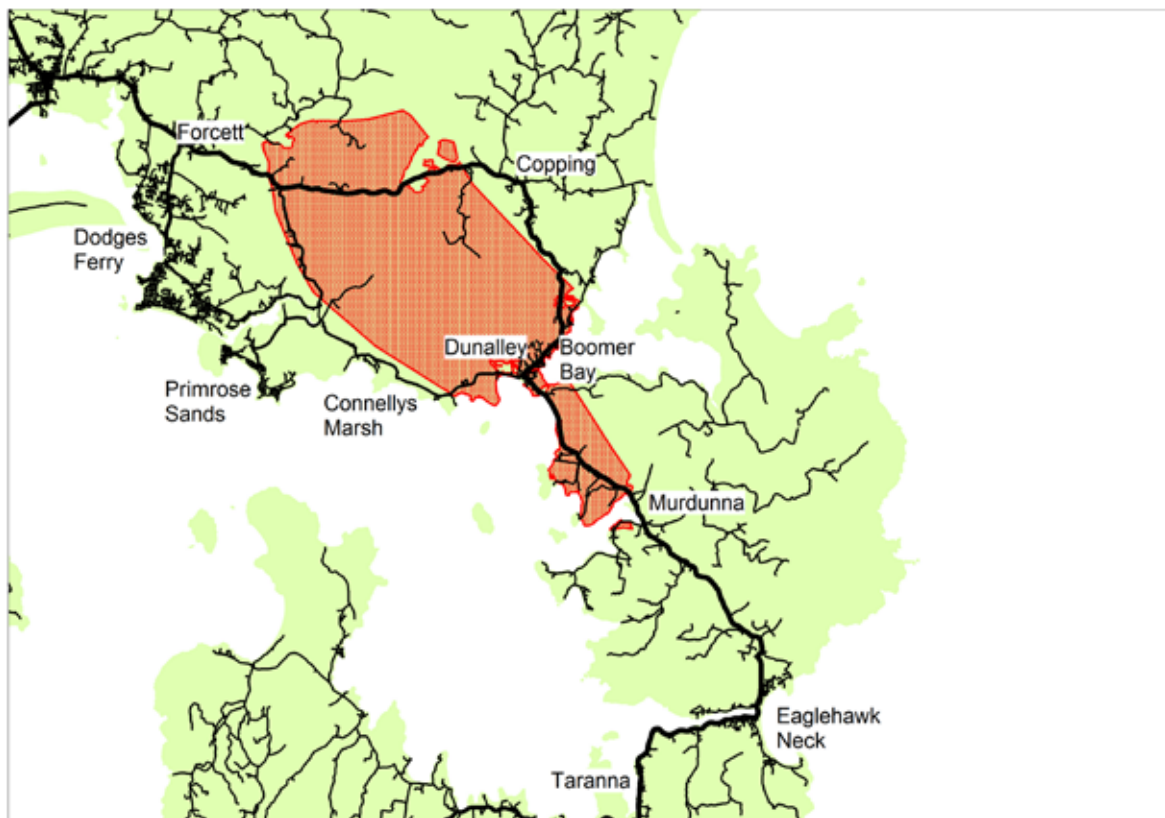 Forcett
Copping
Dodges
Ferry
Dunalley
Boomer
Bay
Primrose
Sands
Connellys
Marsh
Murdunna
Eaglehawk
Neck
Taranna